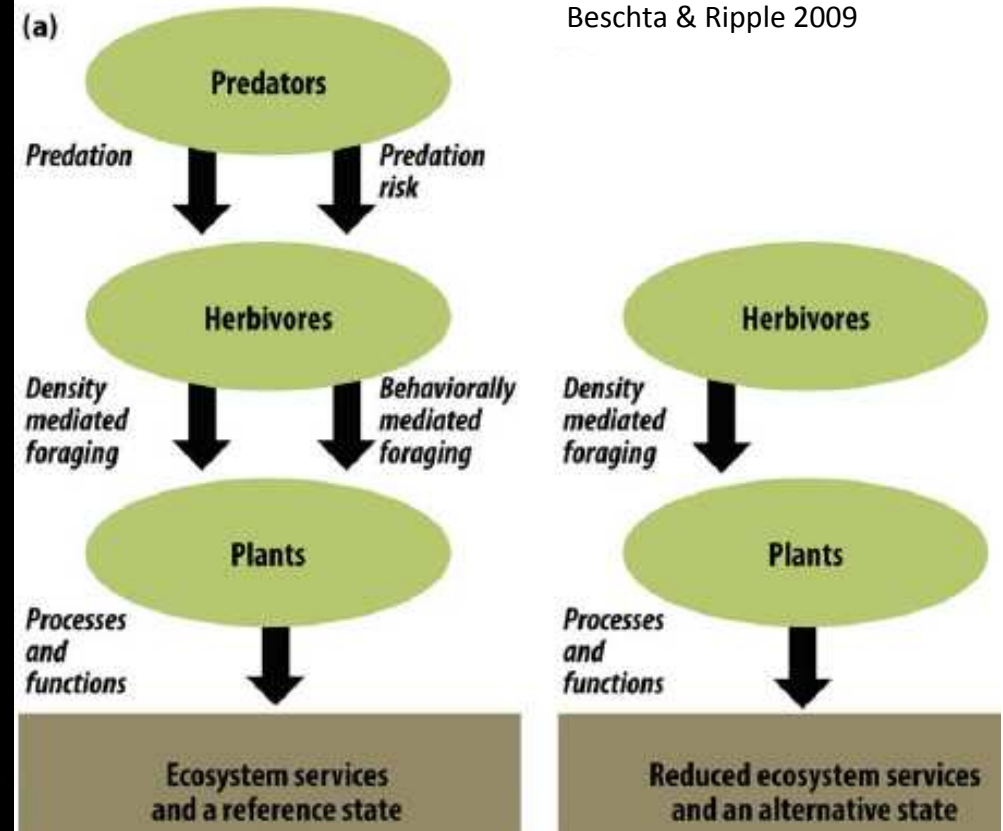 (a)
Beschta & Ripple 2009
Predators
Predation
Predation
risk
Herbivores
Density
mediated
foraging
Behaviorally
mediated
foraging
Plants
Processes
and
functions
Ecosystem services
and a reference state
Herbivores
Density
mediated
foraging
Plants
Processes
and
functions
Reduced ecosystem services
and an alternative state